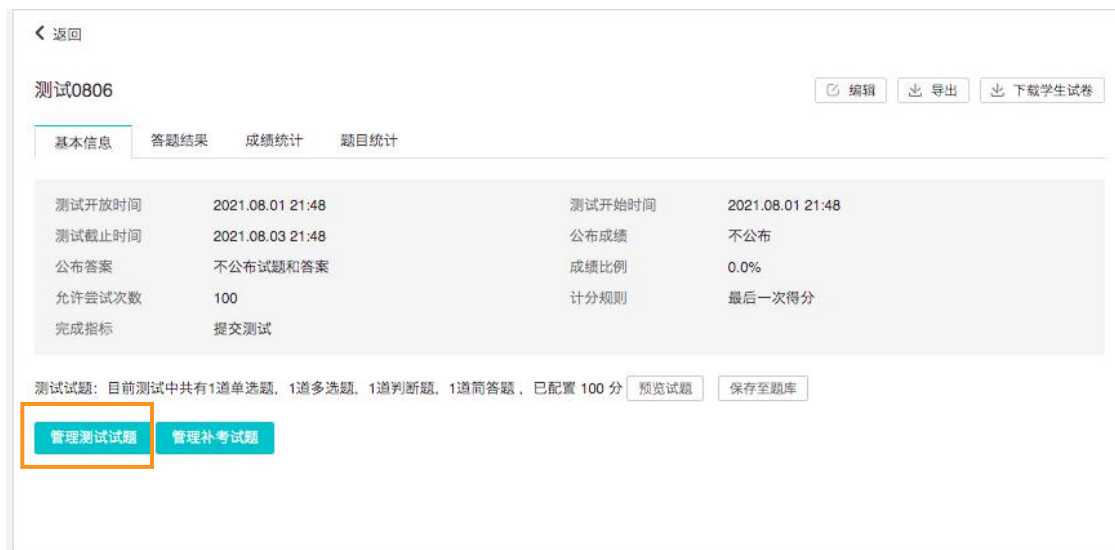 返回
测试0806
编辑 导出 下载学生试卷
基本信息 答题结果 成绩统计 题目统计
测试开放时间 2021.08.01 21:48 测试开始时间 2021.08.01 21:48
测试截止时间 2021.08.03 21:48 公布成绩 不公布
公布答案 不公布试题和答案 成绩比例 0.0%
允许尝试次数 100 计分规则 最后一次得分
完成指标 提交测试
测试试题：目前测试中共有1道单选题，1道多选题，1道判断题，1道简答题，已配置 100 分 预览试题 保存至题库
管理测试试题 管理补考试题